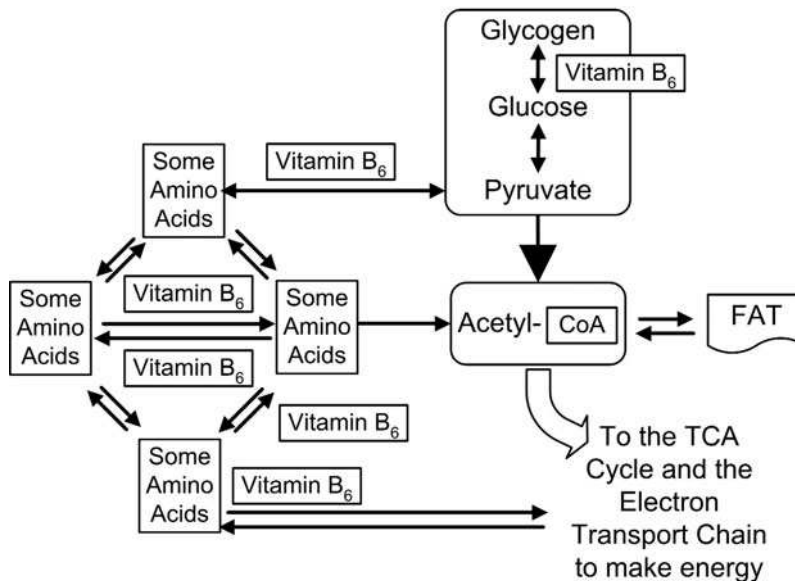 Glycogen
Vitamin B6
Glucose
Pyruvate
Some
Amino
Acids
Vitamin B6
Some
Amino
Acids
Vitamin B6
Vitamin B6
Some
Amino
Acids
Acetyl- CoA
FAT
Vitamin B6
Some
Amino
Acids
Vitamin B6
To the TCA
Cycle and the
Electron
Transport Chain
to make energy